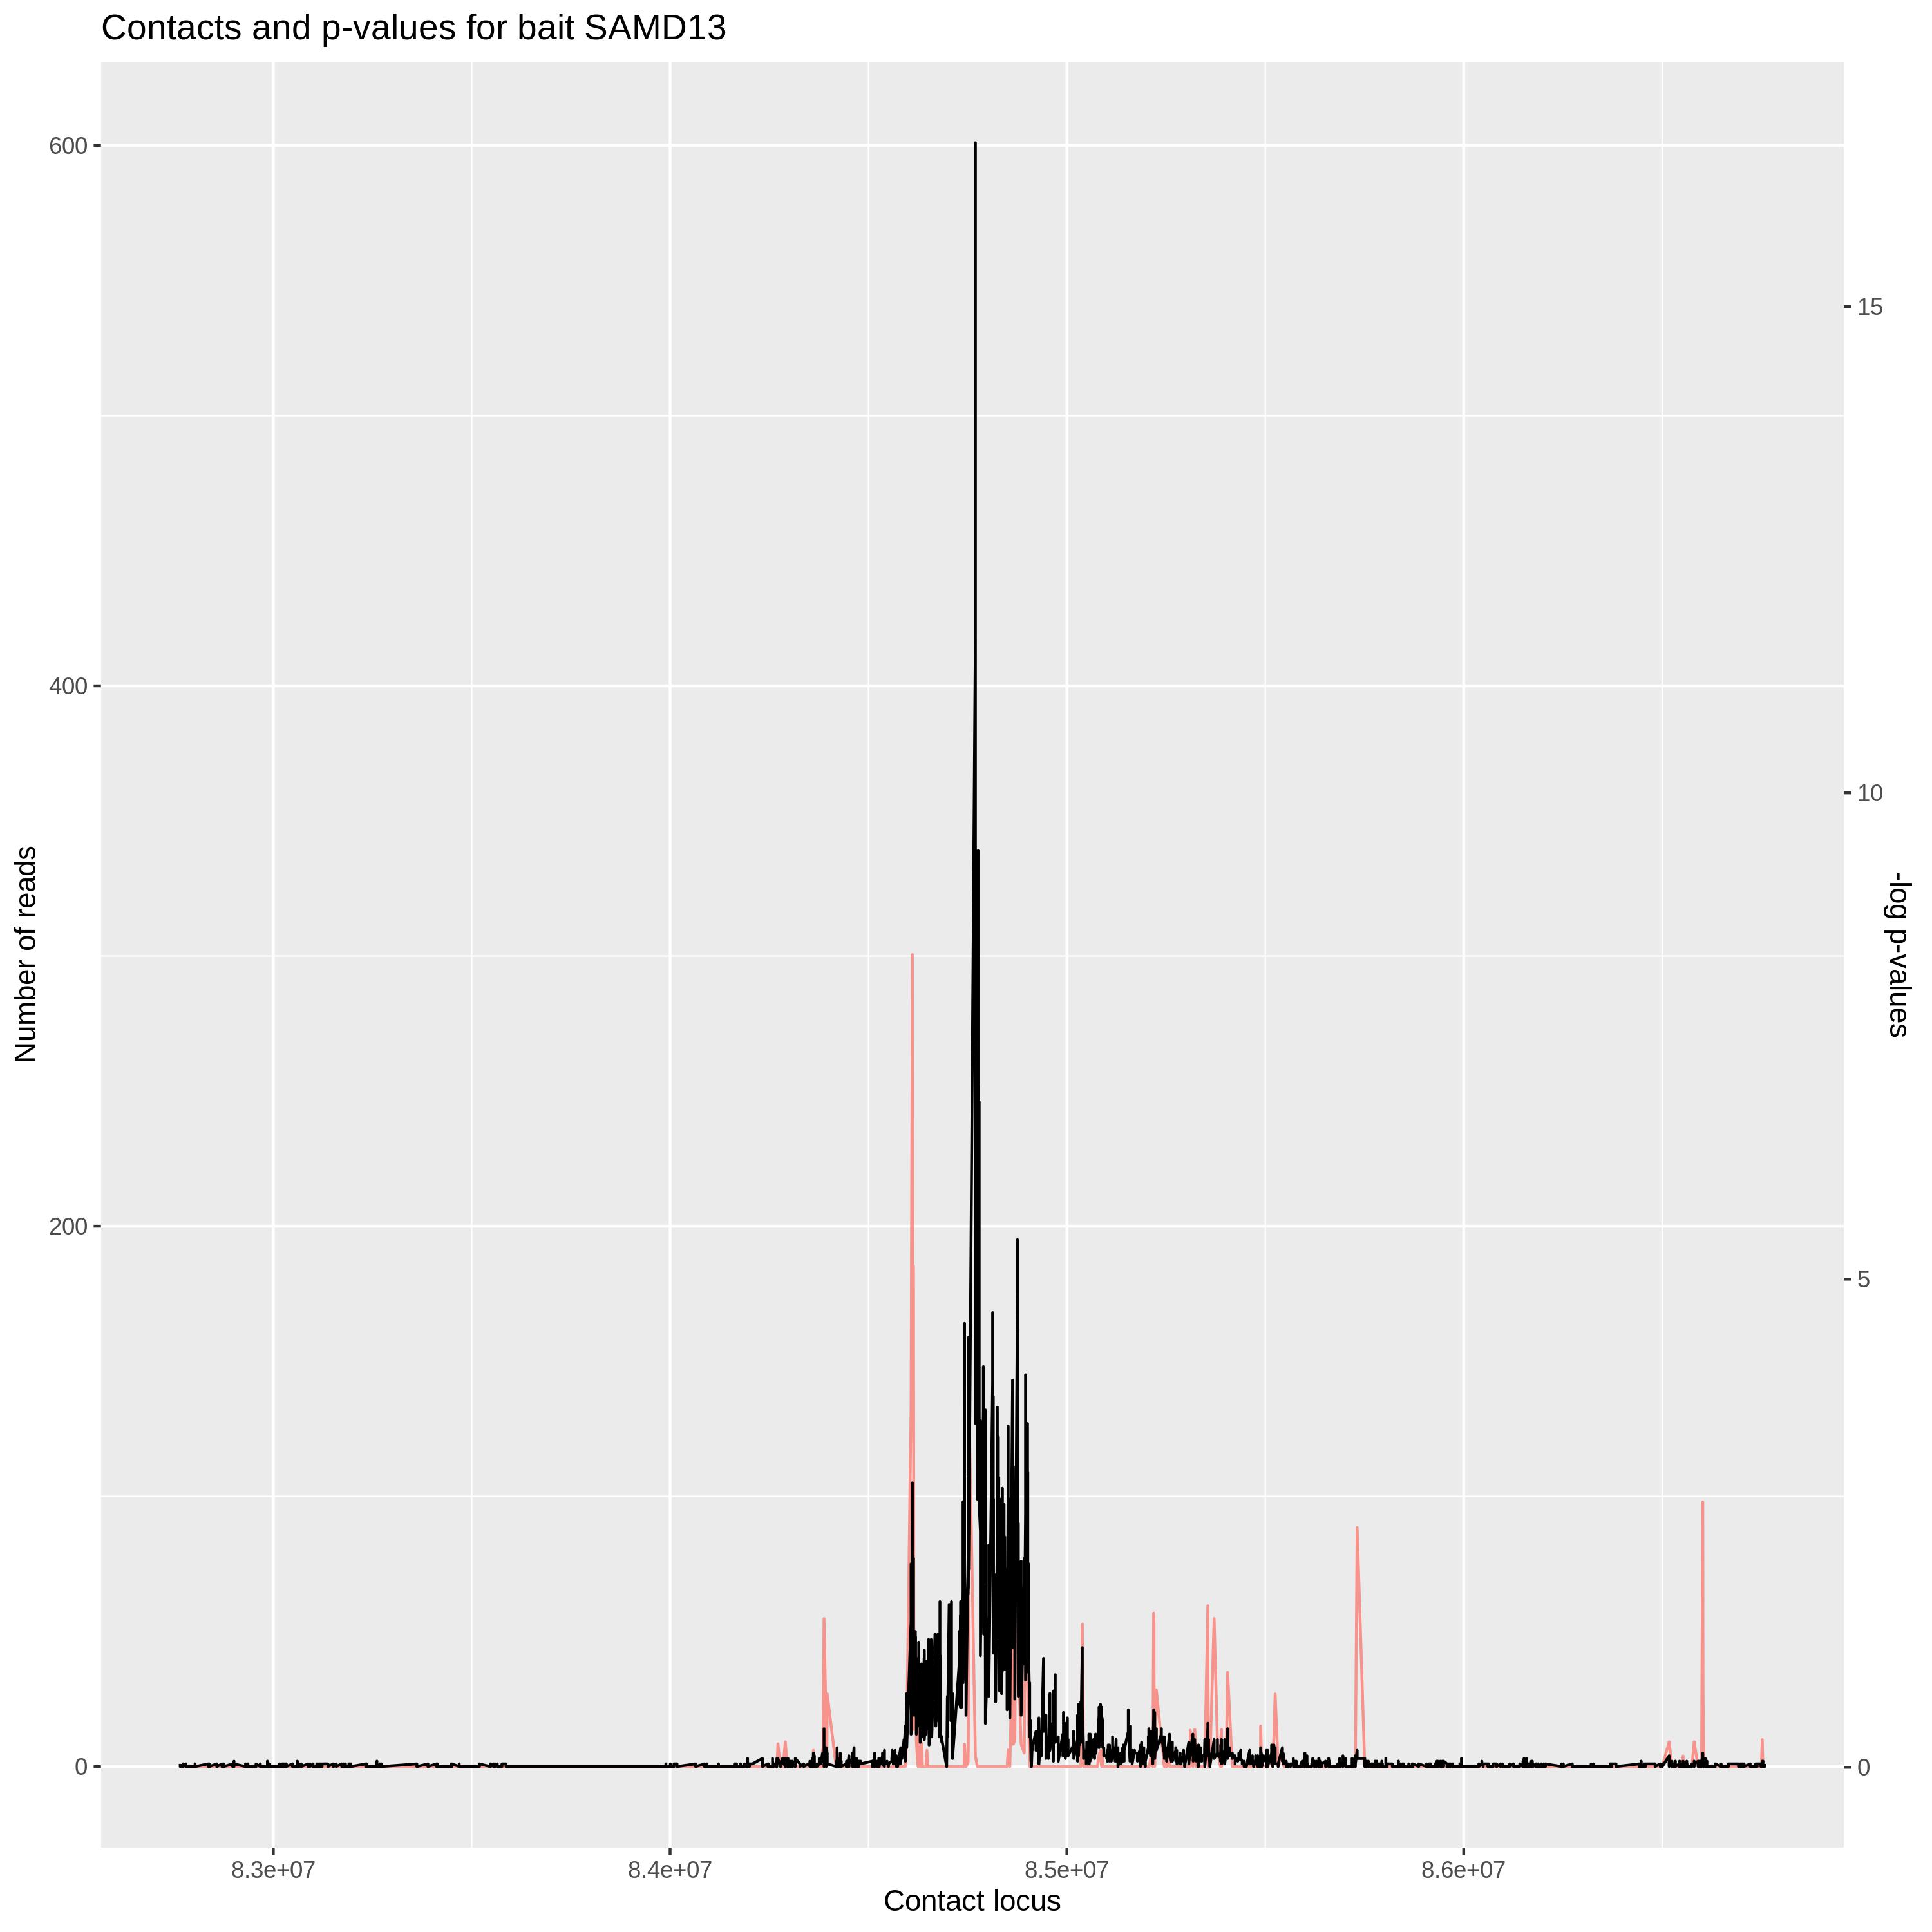 Contacts and p-values for bait SAMD13
600
400
200
0
Number of reads
15
10
5
0
-log p-values
8.3e+07
8.4e+07
8.5e+07
8.6e+07
Contact locus